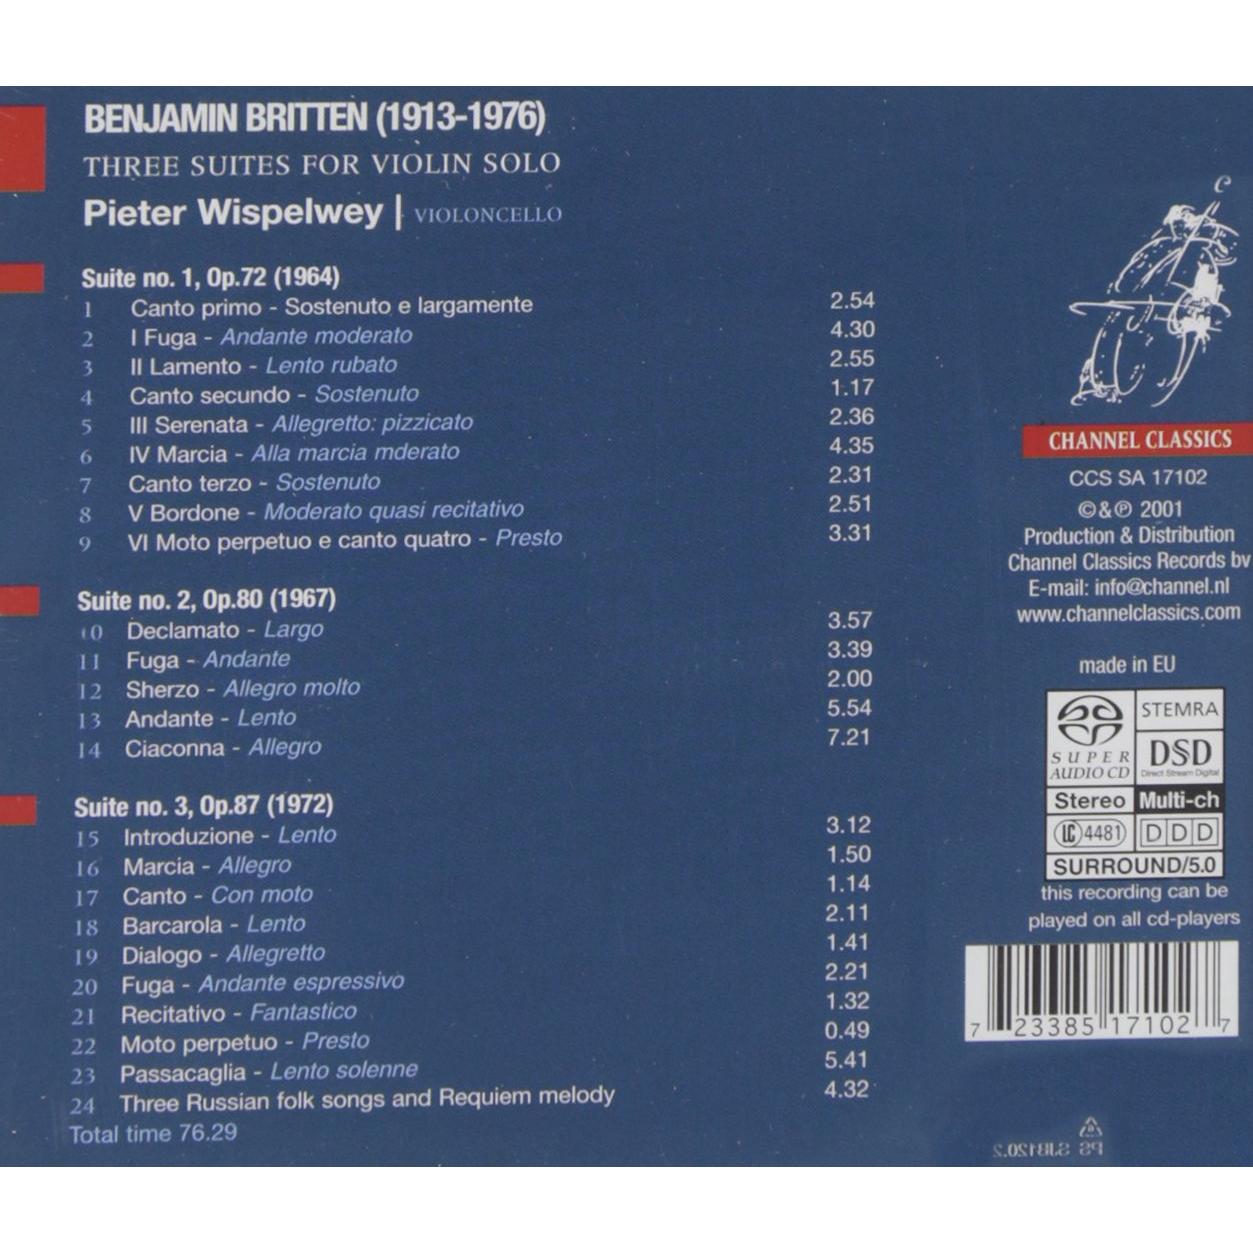 BENJAMIN BRITTEN (1913-1976)
THREE SUITES FOR VIOLIN SOLO
Pieter Wispelwey | VIOLONCELLO
Suite no. 1, Op.72 (1964)
1 Canto primo - Sostenuto e largamente 2.54
2 I Fuga - Andante moderato 4.30
3 II Lamento - Lento rubato 2.55
4 Canto secundo - Sostenuto 1.17
5 III Serenata - Allegretto: pizzicato 2.36
6 IV Marcia - Alla marcia mderato 4.35
7 Canto terzo - Sostenuto 2.31
8 V Bordone - Moderato quasi recitativo 2.51
9 VI Moto perpetuo e canto quatro - Presto 3.31
Suite no. 2, Op.80 (1967)
10 Declamato - Largo 3.57
11 Fuga - Andante 3.39
12 Sherzo - Allegro molto 2.00
13 Andante - Lento 5.54
14 Ciaconna - Allegro 7.21
Suite no. 3, Op.87 (1972)
15 Introduzione - Lento 3.12
16 Marcia - Allegro 1.50
17 Canto - Con moto 1.14
18 Barcarola - Lento 2.11
19 Dialogo - Allegretto 1.41
20 Fuga - Andante espressivo 2.21
21 Recitativo - Fantastico 1.32
22 Moto perpetuo - Presto 0.49
23 Passacaglia - Lento solenne 5.41
24 Three Russian folk songs and Requiem melody 4.32
Total time 76.29
c
CHANNEL CLASSICS
CCS SA 17102
©&℗ 2001
Production & Distribution
Channel Classics Records bv
E-mail: info@channel.nl
www.channelclassics.com
made in EU
SUPER AUDIO CD
STEMRA
DSD
Direct Stream Digital
Stereo Multi-ch
LC 4481 D D D
SURROUND/5.0
this recording can be
played on all cd-players
7 23385 17102 7
PS SJB120.2